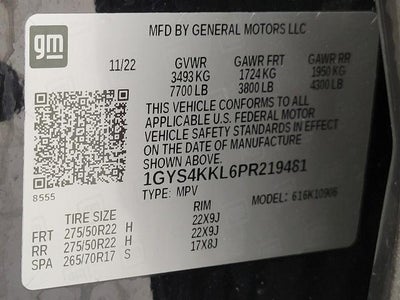 gm
MFD BY GENERAL MOTORS LLC
11/22 GVWR GAWR FRT GAWR RR
3493 KG 1724 KG 1950 KG
7700 LB 3800 LB 4300 LB
THIS VEHICLE CONFORMS TO ALL
APPLICABLE U.S. FEDERAL MOTOR
VEHICLE SAFETY STANDARDS IN EFFECT
ON THE DATE OF MANUFACTURE
8555
1GYS4KKL6PR219481
TYPE: MPV MODEL: 616K10906
TIRE SIZE RIM
FRT 275/50R22 H 22X9J
RR 275/50R22 H 22X9J
SPA 265/70R17 S 17X8J